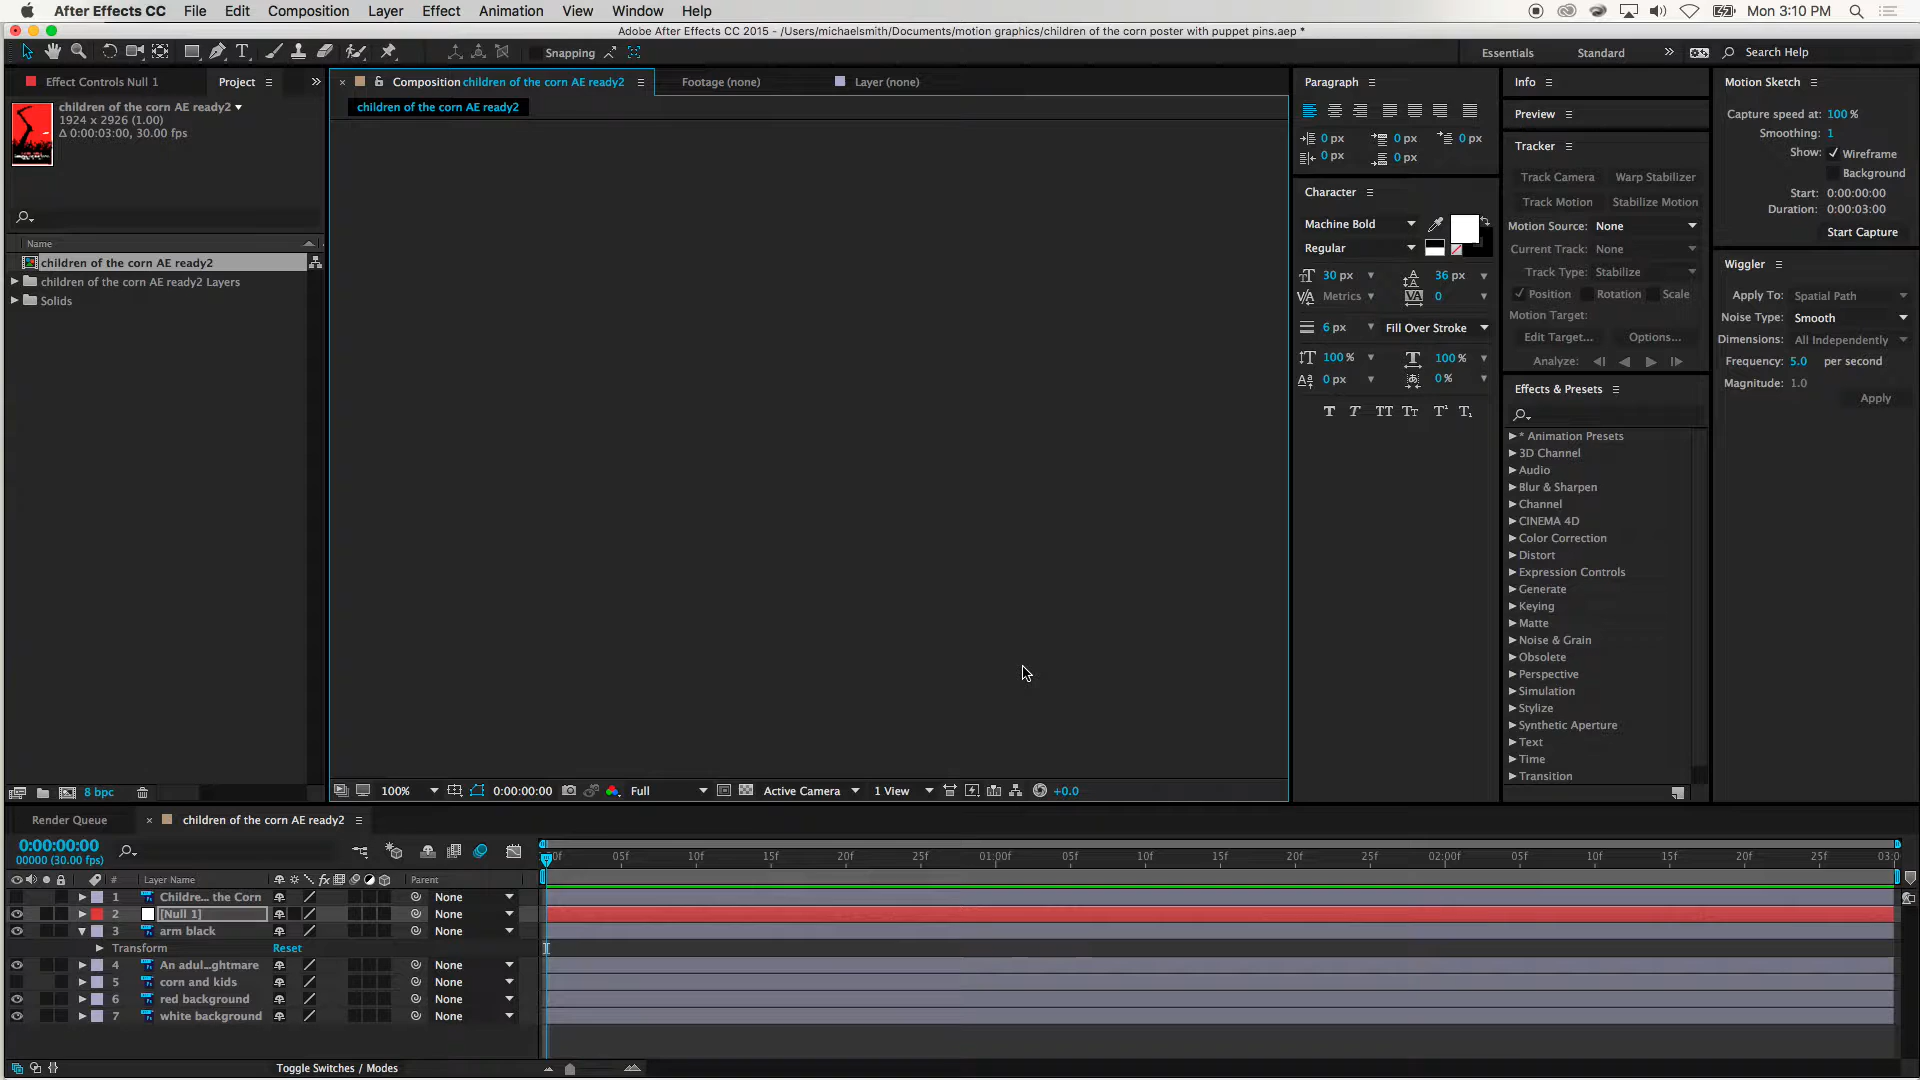 After Effects CC File Edit Composition Layer Effect Animation View Window Help Mon 3:10 PM
Adobe After Effects CC 2015 - /Users/michaelsmith/Documents/motion graphics/children of the corn poster with puppet pins.aep *
Snapping
Essentials Standard Search Help
Effect Controls Null 1 Project
children of the corn AE ready2
1924 x 2926 (1.00)
Δ 0:00:03:00, 30.00 fps
Name
children of the corn AE ready2
children of the corn AE ready2 Layers
Solids
8 bpc
Composition children of the corn AE ready2 Footage (none) Layer (none)
children of the corn AE ready2
100% 0:00:00:00 Full Active Camera 1 View +0.0
Paragraph
0 px 0 px 0 px
0 px 0 px
Character
Machine Bold
Regular
30 px 36 px
Metrics 0
6 px Fill Over Stroke
100 % 100 %
0 px 0 %
T T TT Tt T¹ T₁
Info
Preview
Tracker
Track Camera Warp Stabilizer
Track Motion Stabilize Motion
Motion Source: None
Current Track: None
Track Type: Stabilize
Position Rotation Scale
Motion Target:
Edit Target... Options...
Analyze:
Effects & Presets
* Animation Presets
3D Channel
Audio
Blur & Sharpen
Channel
CINEMA 4D
Color Correction
Distort
Expression Controls
Generate
Keying
Matte
Noise & Grain
Obsolete
Perspective
Simulation
Stylize
Synthetic Aperture
Text
Time
Transition
Motion Sketch
Capture speed at: 100 %
Smoothing: 1
Show: Wireframe
Background
Start: 0:00:00:00
Duration: 0:00:03:00
Start Capture
Wiggler
Apply To: Spatial Path
Noise Type: Smooth
Dimensions: All Independently
Frequency: 5.0 per second
Magnitude: 1.0
Apply
Render Queue children of the corn AE ready2
0:00:00:00
00000 (30.00 fps)
00f 05f 10f 15f 20f 25f 01:00f 05f 10f 15f 20f 25f 02:00f 05f 10f 15f 20f 25f 03:0
# Layer Name fx Parent
1 Childre... the Corn None
2 [Null 1] None
3 arm black None
Transform Reset
4 An adul...ghtmare None
5 corn and kids None
6 red background None
7 white background None
Toggle Switches / Modes